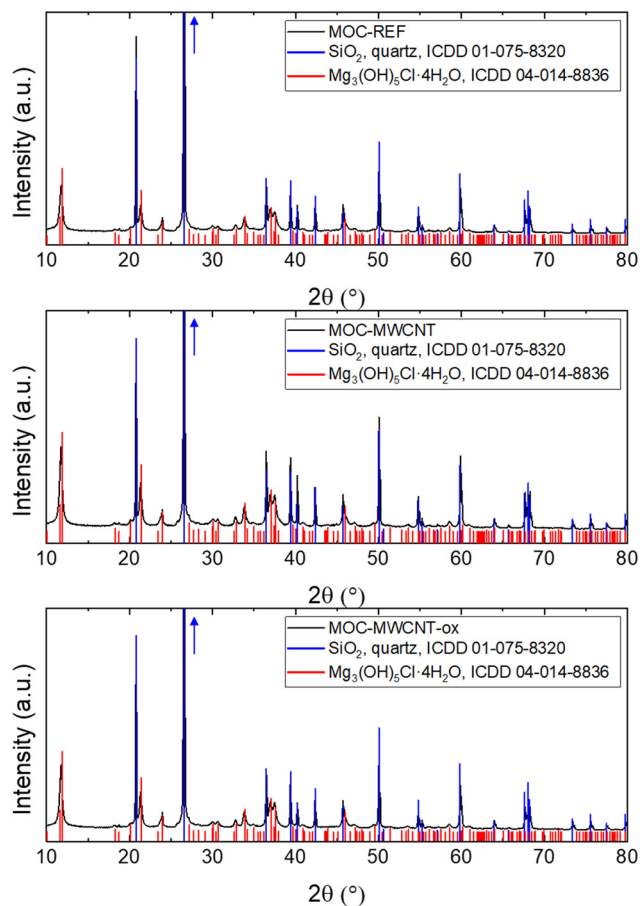 Intensity (a.u.)
MOC-REF
SiO₂, quartz, ICDD 01-075-8320
Mg₃(OH)₅Cl·4H₂O, ICDD 04-014-8836
10 20 30 40 50 60 70 80
2θ (°)
Intensity (a.u.)
MOC-MWCNT
SiO₂, quartz, ICDD 01-075-8320
Mg₃(OH)₅Cl·4H₂O, ICDD 04-014-8836
10 20 30 40 50 60 70 80
2θ (°)
Intensity (a.u.)
MOC-MWCNT-ox
SiO₂, quartz, ICDD 01-075-8320
Mg₃(OH)₅Cl·4H₂O, ICDD 04-014-8836
10 20 30 40 50 60 70 80
2θ (°)